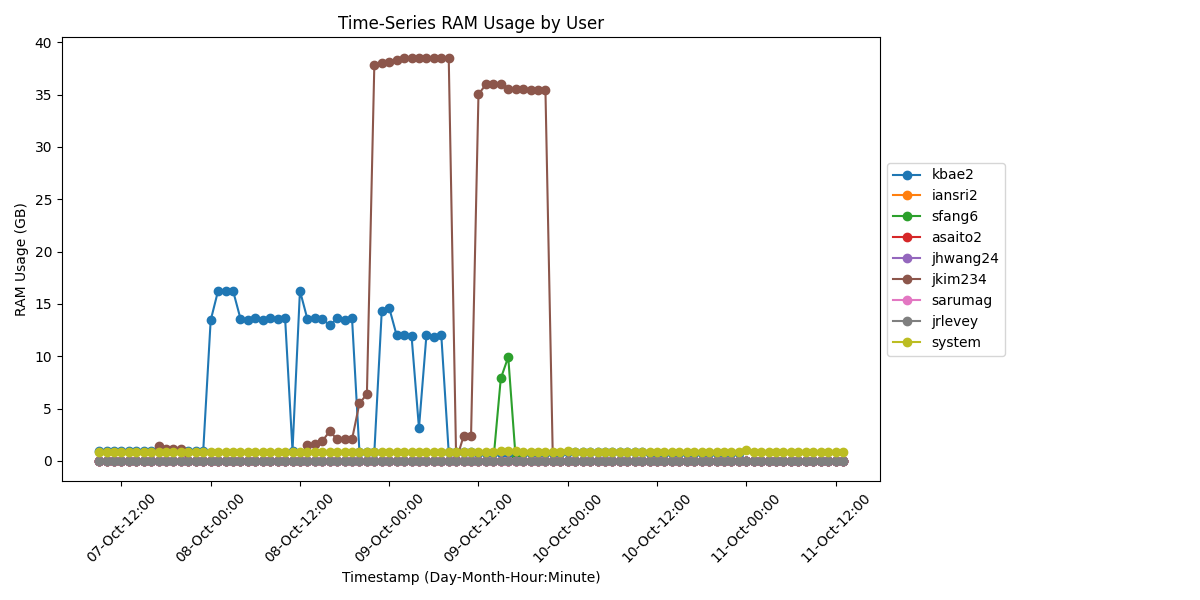 Time-Series RAM Usage by User
40
35
30
25
20
15
10
5
0
RAM Usage (GB)
07-Oct-12:00
08-Oct-00:00
08-Oct-12:00
09-Oct-00:00
09-Oct-12:00
10-Oct-00:00
10-Oct-12:00
11-Oct-00:00
11-Oct-12:00
Timestamp (Day-Month-Hour:Minute)
kbae2
iansri2
sfang6
asaito2
jhwang24
jkim234
sarumag
jrlevey
system